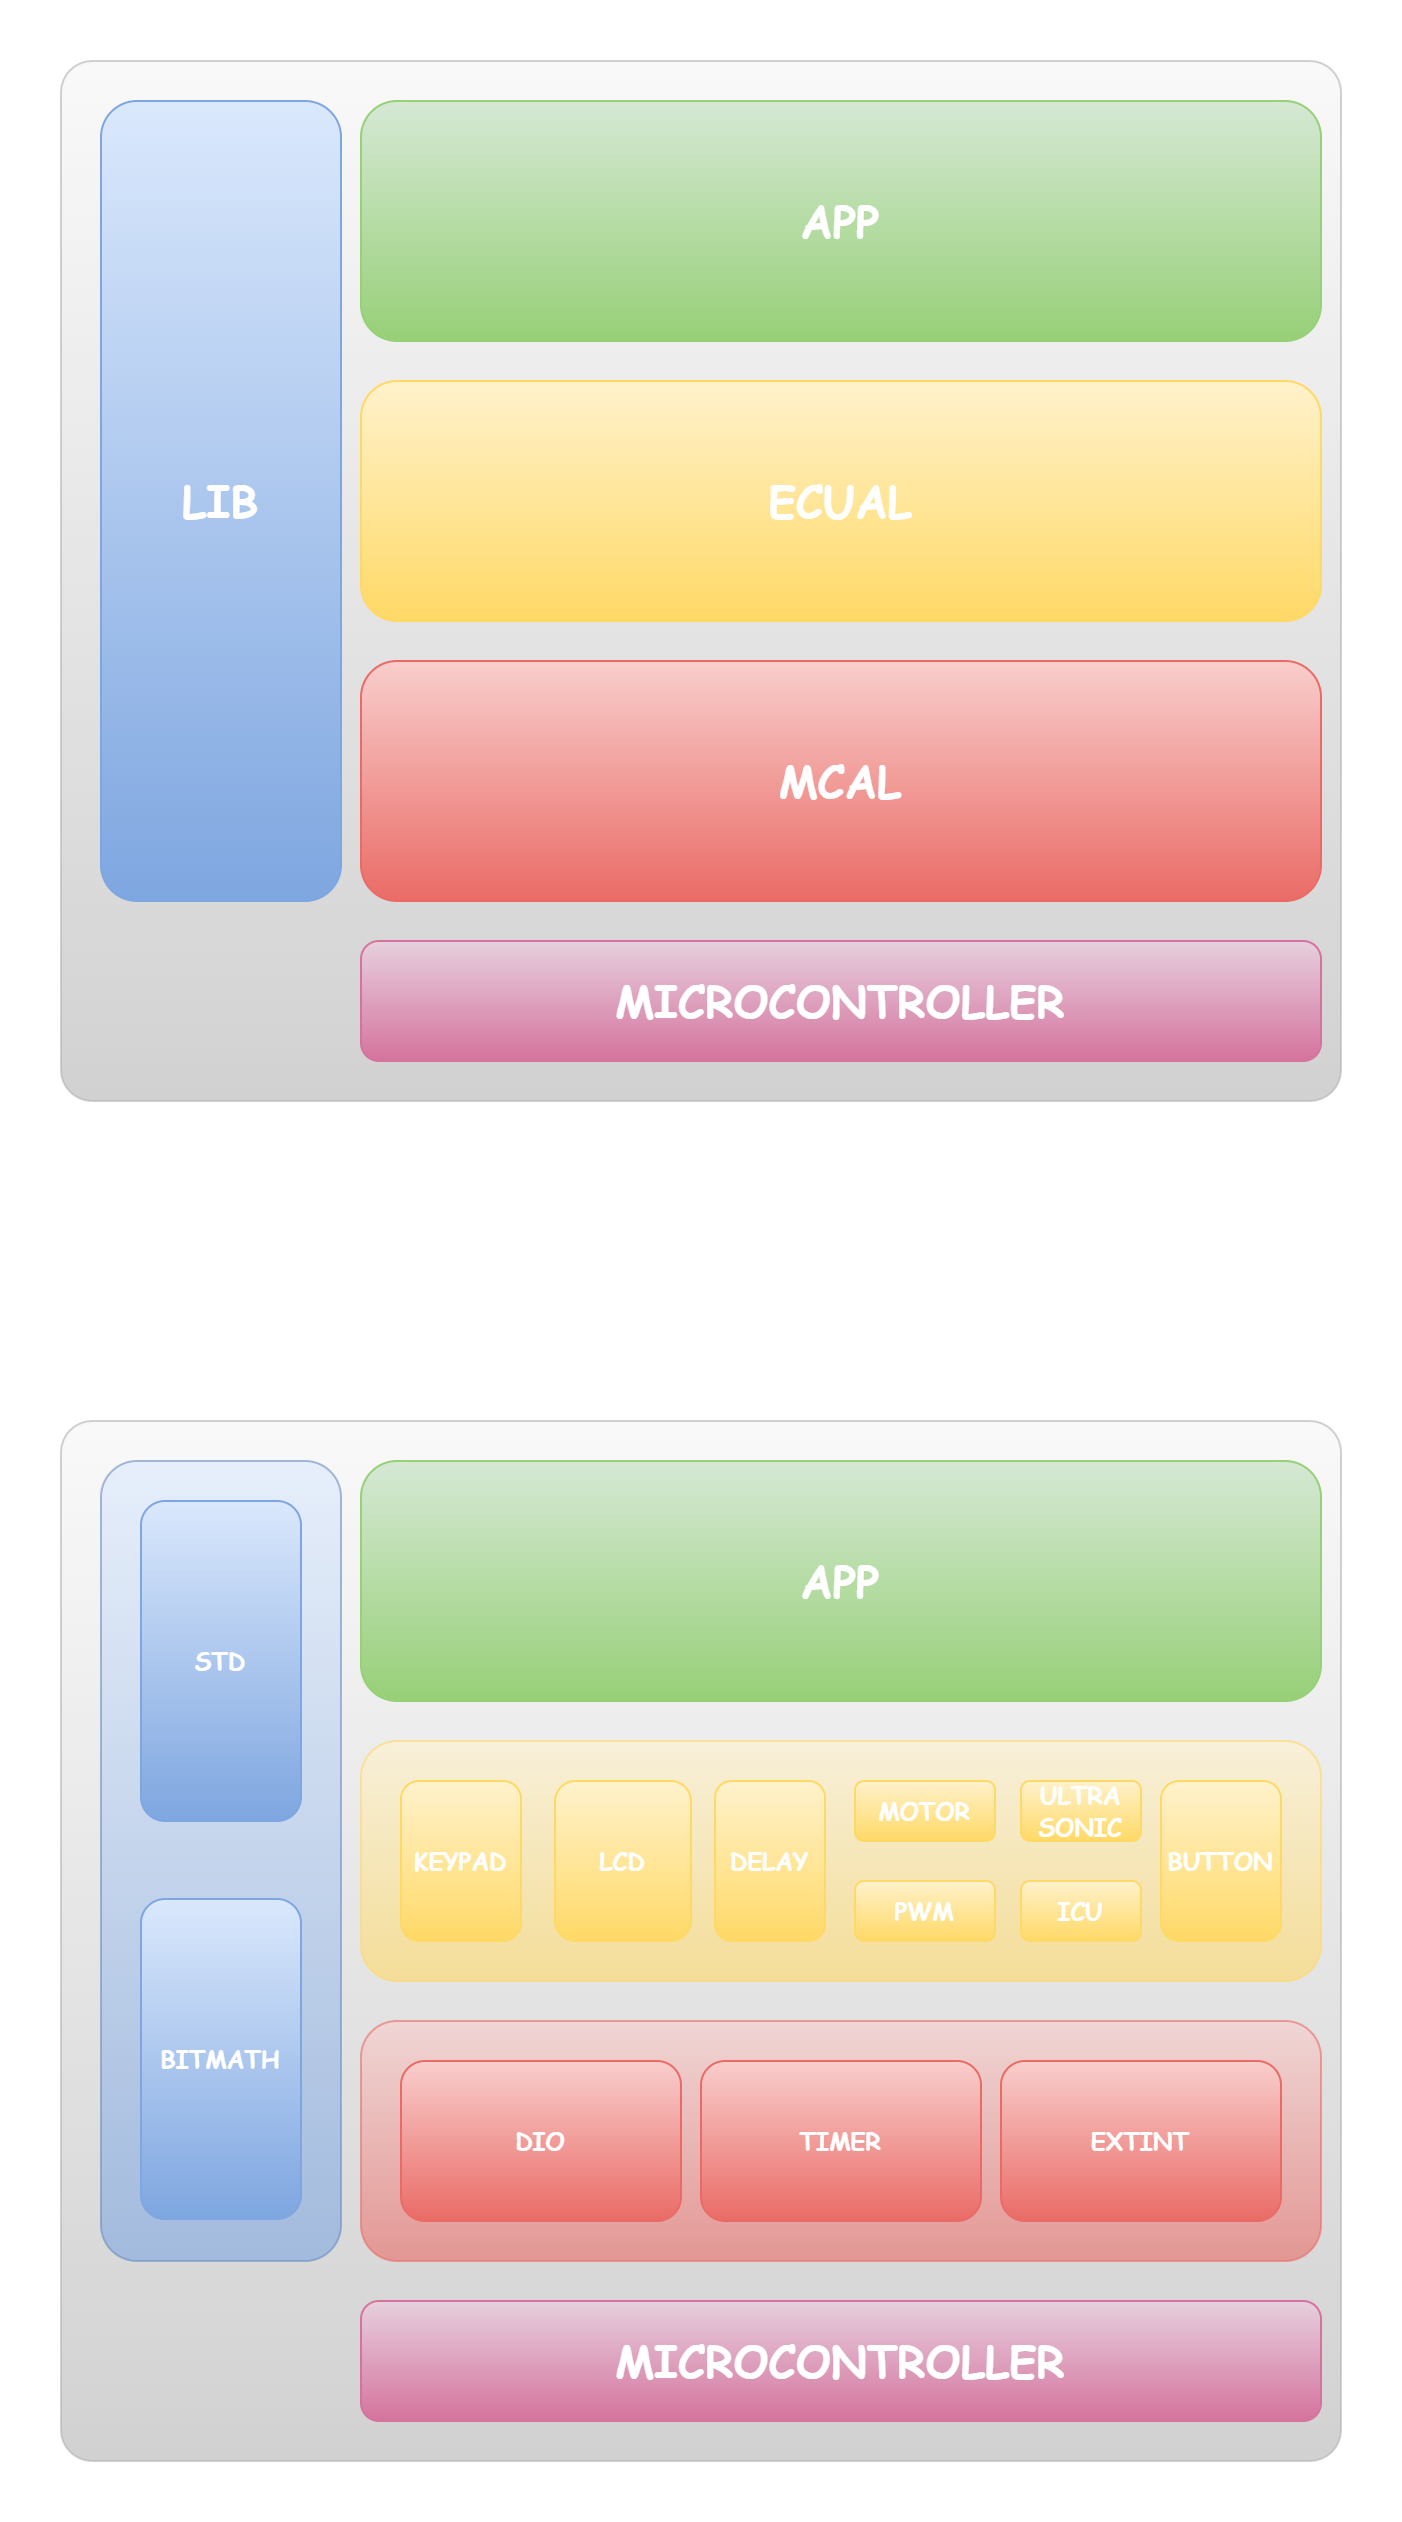 APP
LIB
ECUAL
MCAL
MICROCONTROLLER
APP
STD
MOTOR
ULTRA
SONIC
KEYPAD
LCD
DELAY
BUTTON
PWM
ICU
BITMATH
DIO
TIMER
EXTINT
MICROCONTROLLER